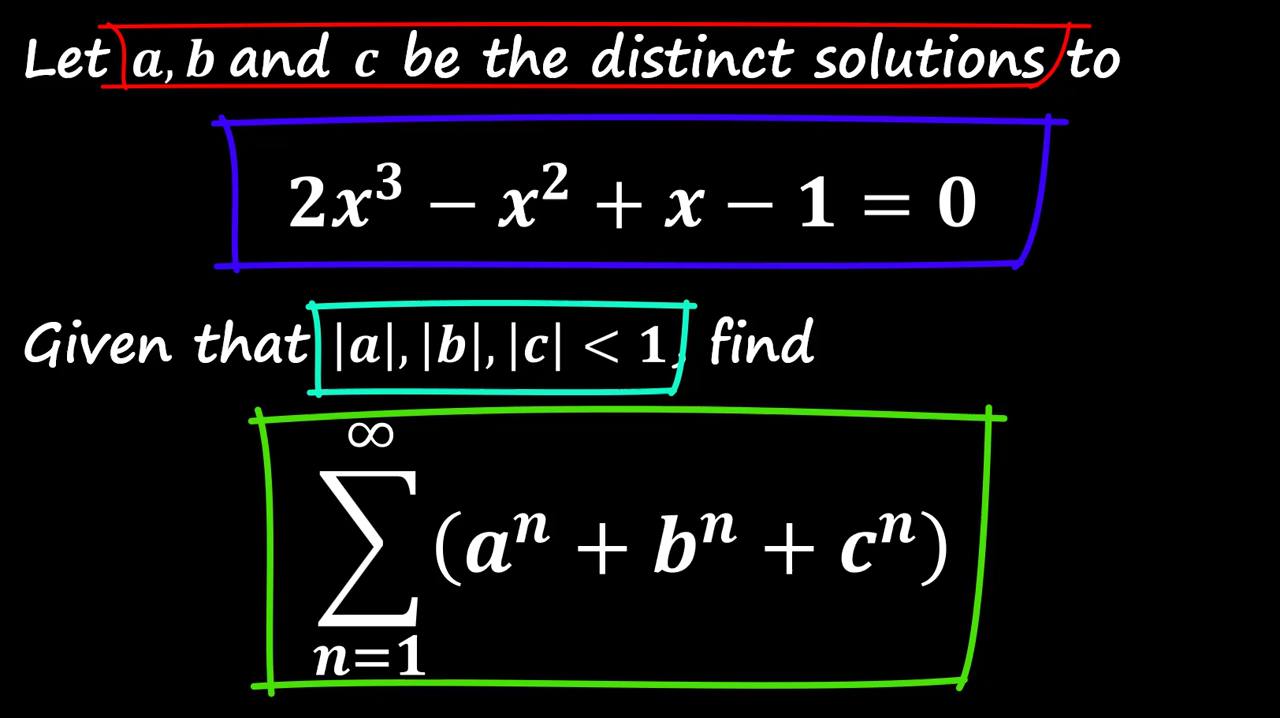 Let a, b and c be the distinct solutions to
2x³ − x² + x − 1 = 0
Given that |a|, |b|, |c| < 1, find
∞
∑ (aⁿ + bⁿ + cⁿ)
n=1